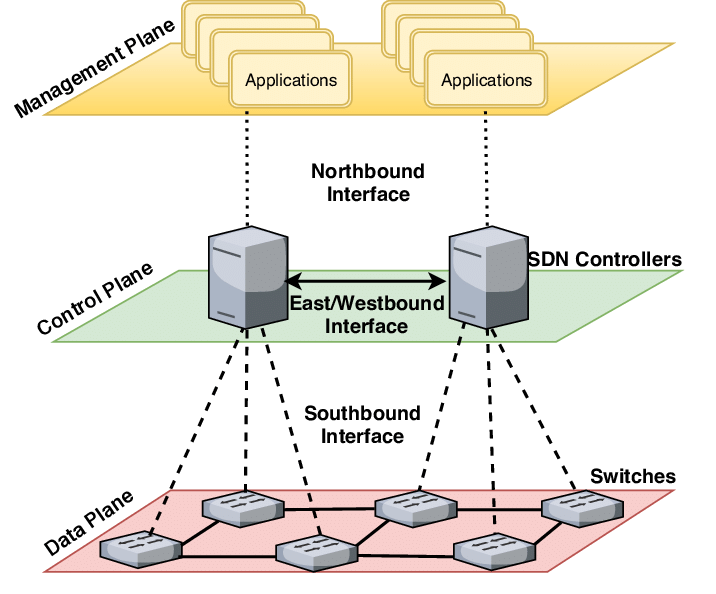 Management Plane
Applications
Applications
Northbound
Interface
SDN Controllers
Control Plane
East/Westbound
Interface
Southbound
Interface
Switches
Data Plane